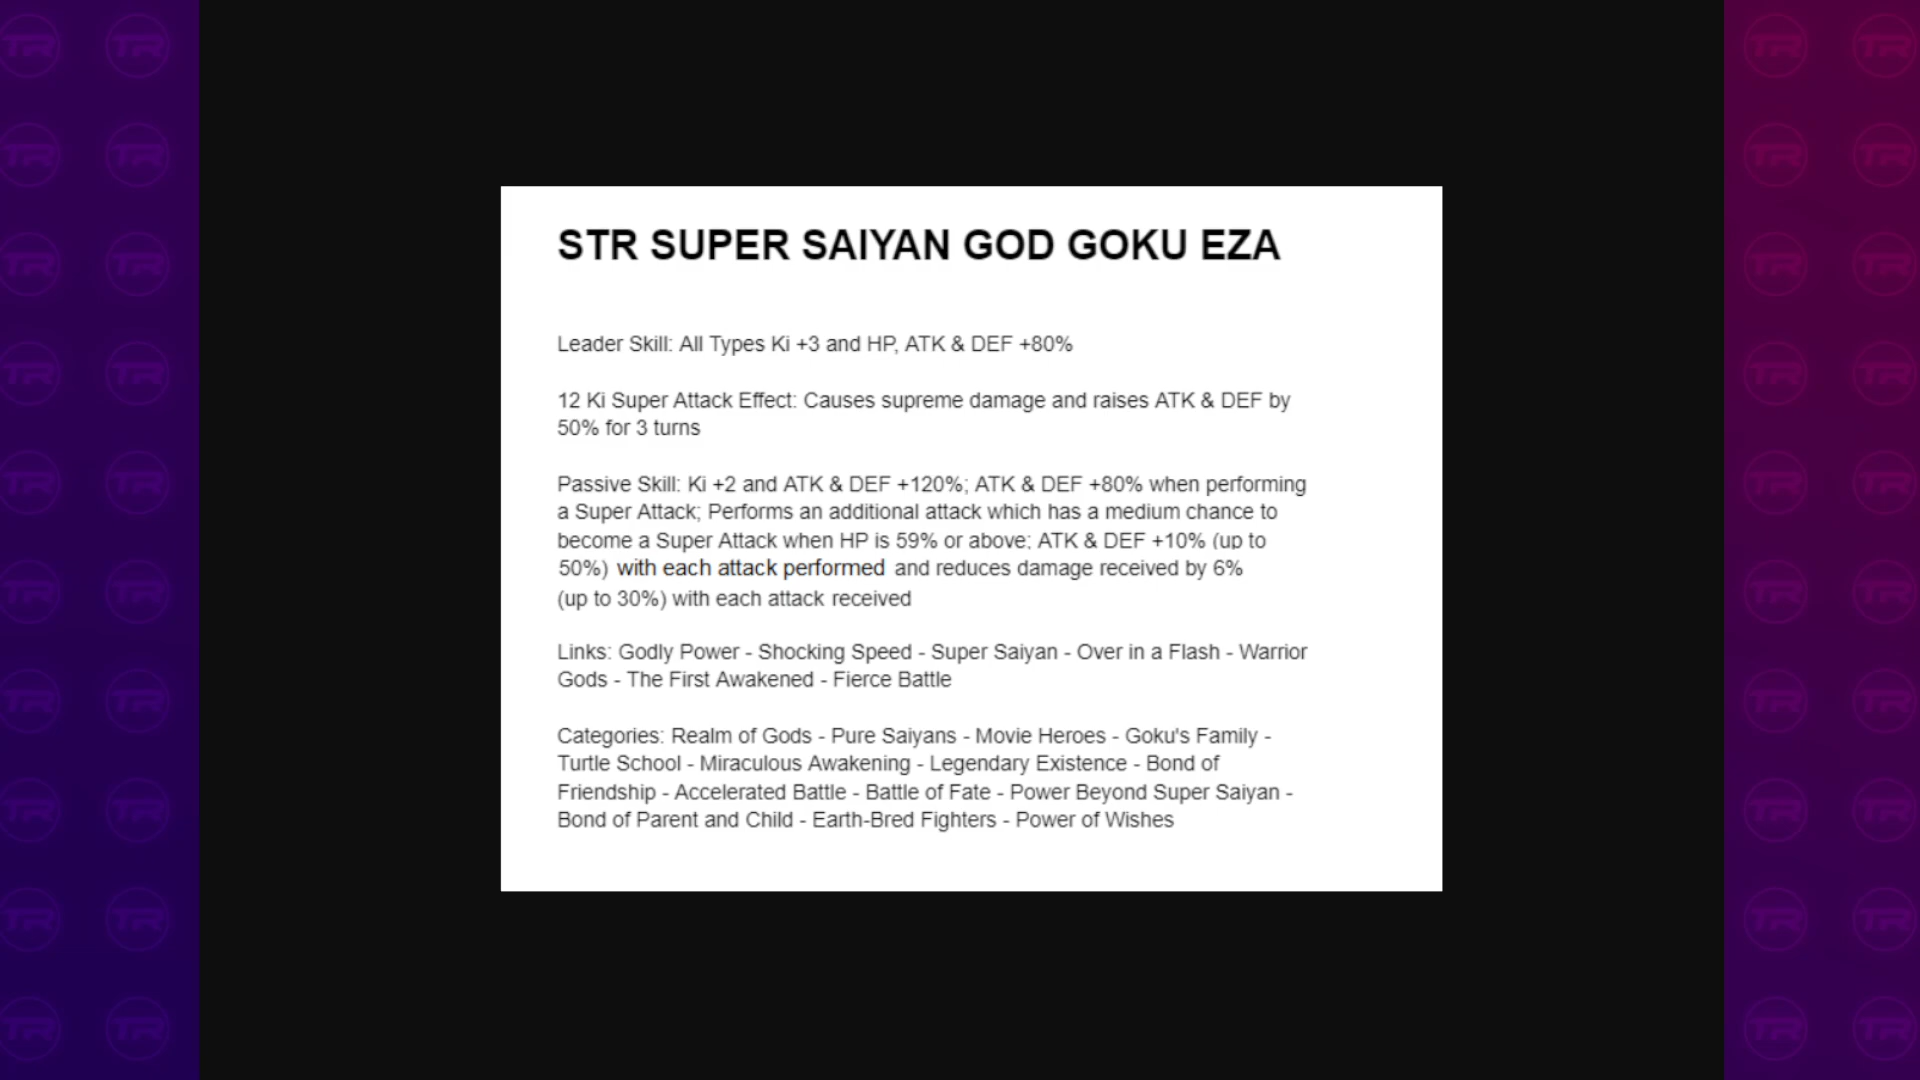 STR SUPER SAIYAN GOD GOKU EZA
Leader Skill: All Types Ki +3 and HP, ATK & DEF +80%
12 Ki Super Attack Effect: Causes supreme damage and raises ATK & DEF by
50% for 3 turns
Passive Skill: Ki +2 and ATK & DEF +120%; ATK & DEF +80% when performing
a Super Attack; Performs an additional attack which has a medium chance to
become a Super Attack when HP is 59% or above; ATK & DEF +10% (up to
50%) with each attack performed and reduces damage received by 6%
(up to 30%) with each attack received
Links: Godly Power - Shocking Speed - Super Saiyan - Over in a Flash - Warrior
Gods - The First Awakened - Fierce Battle
Categories: Realm of Gods - Pure Saiyans - Movie Heroes - Goku's Family -
Turtle School - Miraculous Awakening - Legendary Existence - Bond of
Friendship - Accelerated Battle - Battle of Fate - Power Beyond Super Saiyan -
Bond of Parent and Child - Earth-Bred Fighters - Power of Wishes